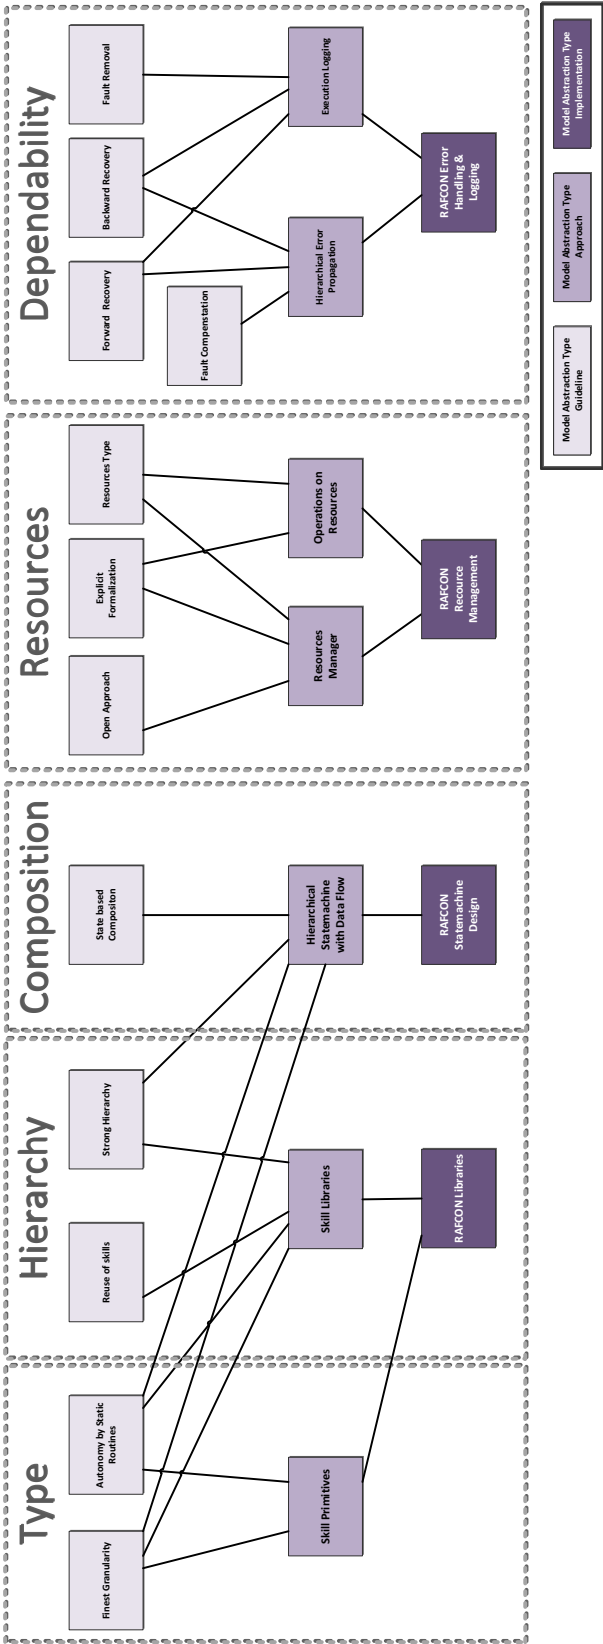 Type
Finest Granularity
Autonomy by Static
Routines
Skill Primitives
Hierarchy
Reuse of skills
Strong Hierarchy
Skill Libraries
RAFCON Libraries
Composition
State based
Compositon
Hierarchical
Statemachine
with Data Flow
RAFCON
Statemachine
Design
Resources
Open Approach
Explicit
Formalization
Resources Type
Resources
Manager
Operations on
Resources
RAFCON
Recource
Management
Dependability
Forward Recovery
Backward Recovery
Fault Removal
Fault Compenstation
Hierarchical Error
Propagation
Execution Logging
RAFCON Error
Handling &
Logging
Model Abstraction Type
Guideline
Model Abstraction Type
Approach
Model Abstraction Type
Implementation